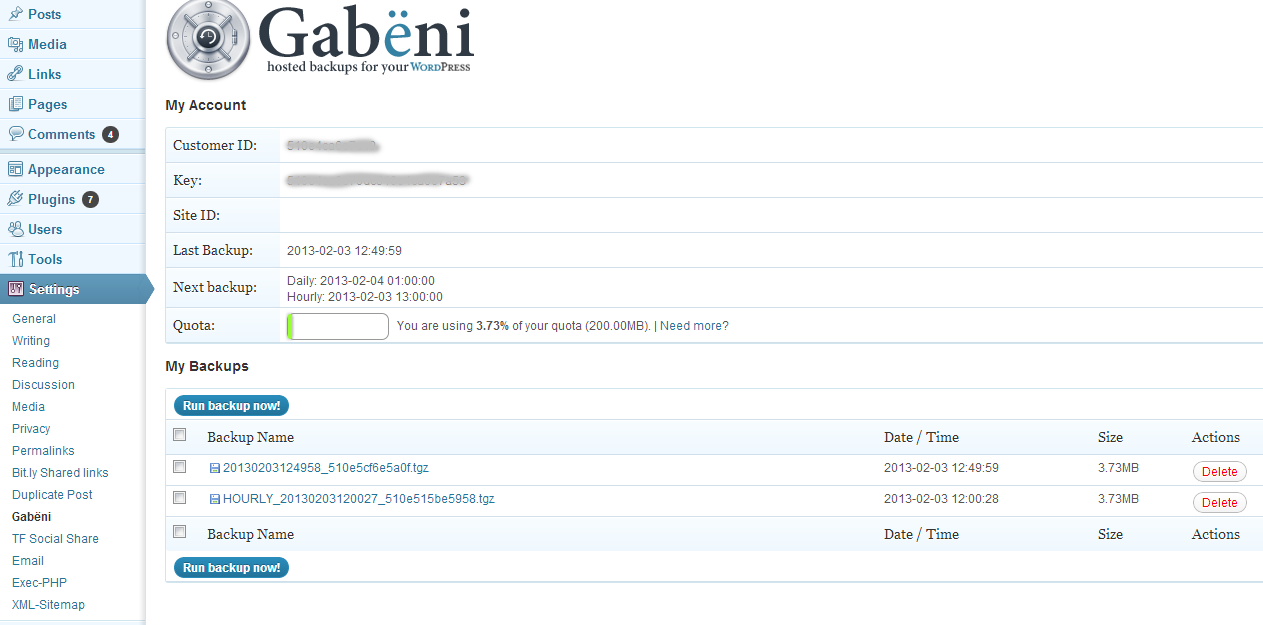 Posts
Media
Links
Pages
Comments 4
Appearance
Plugins 7
Users
Tools
Settings
General
Writing
Reading
Discussion
Media
Privacy
Permalinks
Bit.ly Shared links
Duplicate Post
Gabëni
TF Social Share
Email
Exec-PHP
XML-Sitemap
Gabëni
hosted backups for your WORDPRESS
My Account
Customer ID:
Key:
Site ID:
Last Backup: 2013-02-03 12:49:59
Next backup: Daily: 2013-02-04 01:00:00
Hourly: 2013-02-03 13:00:00
Quota: You are using 3.73% of your quota (200.00MB). | Need more?
My Backups
Run backup now!
Backup Name Date / Time Size Actions
20130203124958_510e5cf6e5a0f.tgz 2013-02-03 12:49:59 3.73MB Delete
HOURLY_20130203120027_510e515be5958.tgz 2013-02-03 12:00:28 3.73MB Delete
Backup Name Date / Time Size Actions
Run backup now!